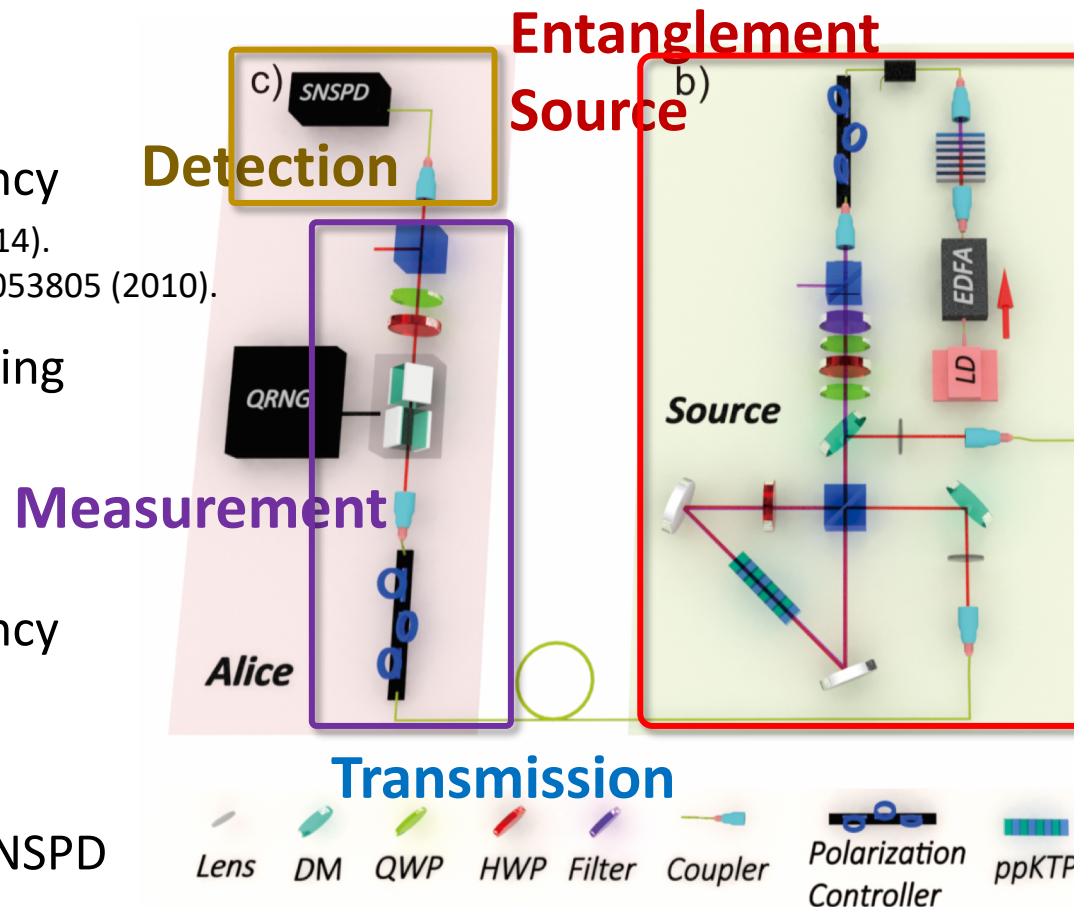 Entanglement
Source
c)
SNSPD
b)
Detection
ncy
14).
053805 (2010).
EDFA
ing
LD
QRNG
Source
Measurement
ncy
Alice
Transmission
NSPD
Lens
DM
QWP
HWP
Filter
Coupler
Polarization
Controller
ppKTP